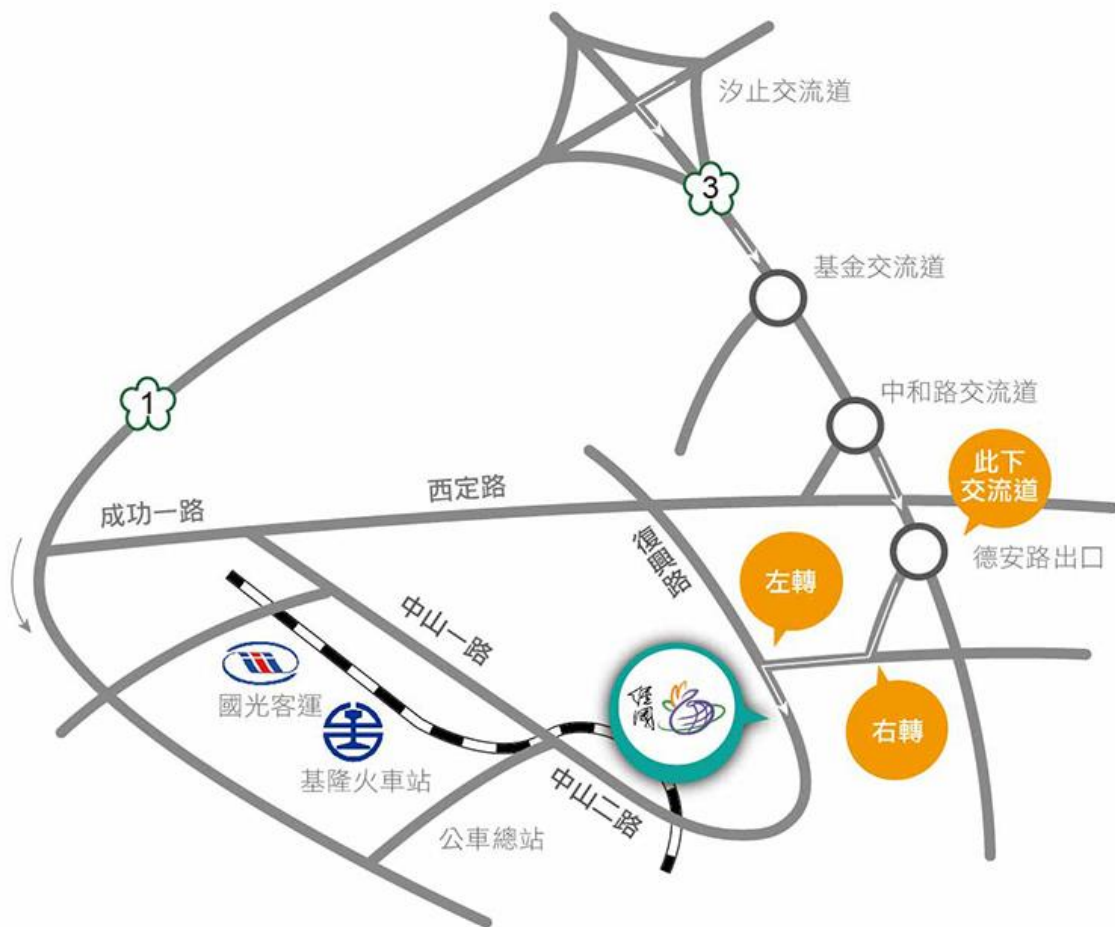 汐止交流道
3
基金交流道
1
中和路交流道
此下
交流道
西定路
成功一路
復興路
德安路出口
左轉
中山一路
國光客運
經國
右轉
基隆火車站
中山二路
公車總站